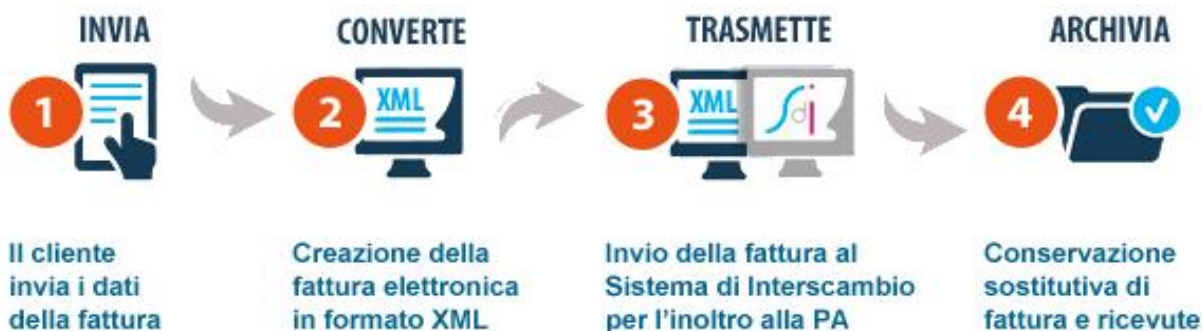 INVIA
CONVERTE
TRASMETTE
ARCHIVIA
1
2
XML
3
XML
Sdi
4
Il cliente
invia i dati
della fattura
Creazione della
fattura elettronica
in formato XML
Invio della fattura al
Sistema di Interscambio
per l'inoltro alla PA
Conservazione
sostitutiva di
fattura e ricevute